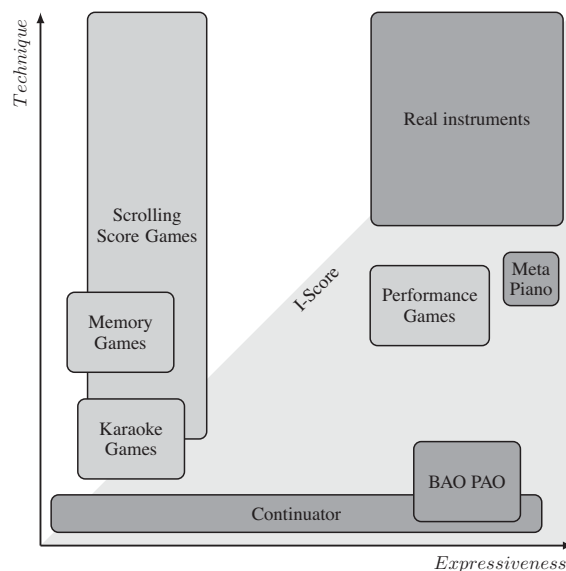 Technique
Real instruments
Scrolling
Score Games
I-Score
Meta
Piano
Performance
Games
Memory
Games
Karaoke
Games
BAO PAO
Continuator
Expressiveness